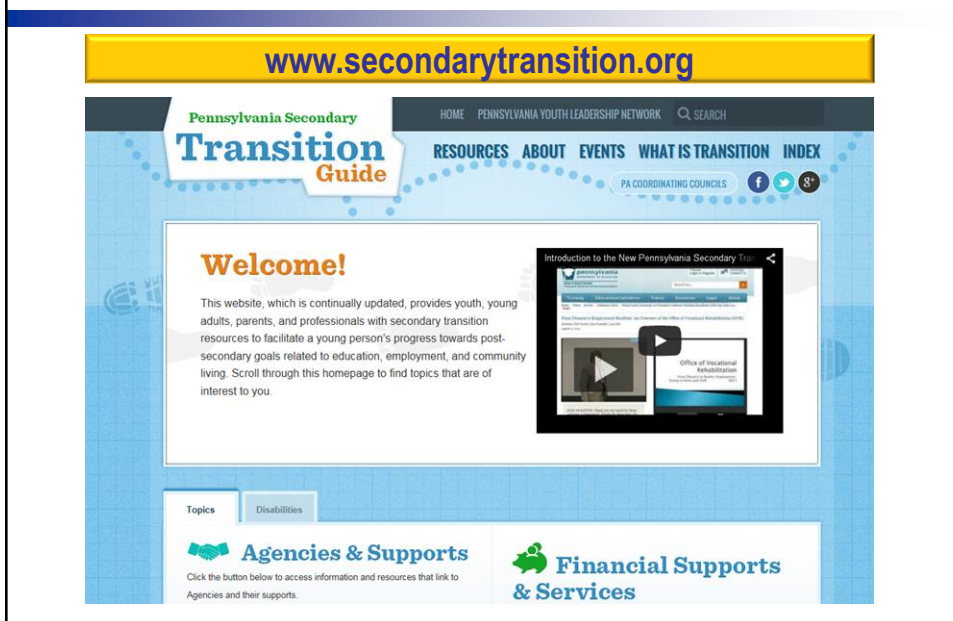 www.secondarytransition.org
HOME PENNSYLVANIA YOUTH LEADERSHIP NETWORK SEARCH
Pennsylvania Secondary
Transition
Guide
RESOURCES ABOUT EVENTS WHAT IS TRANSITION INDEX
PA COORDINATING COUNCILS
Welcome!
This website, which is continually updated, provides youth, young
adults, parents, and professionals with secondary transition
resources to facilitate a young person's progress towards post-
secondary goals related to education, employment, and community
living. Scroll through this homepage to find topics that are of
interest to you.
Introduction to the New Pennsylvania Secondary Tran
pennsylvania
Office of Vocational
Rehabilitation
Topics Disabilities
Agencies & Supports
Click the button below to access information and resources that link to
Agencies and their supports.
Financial Supports
& Services